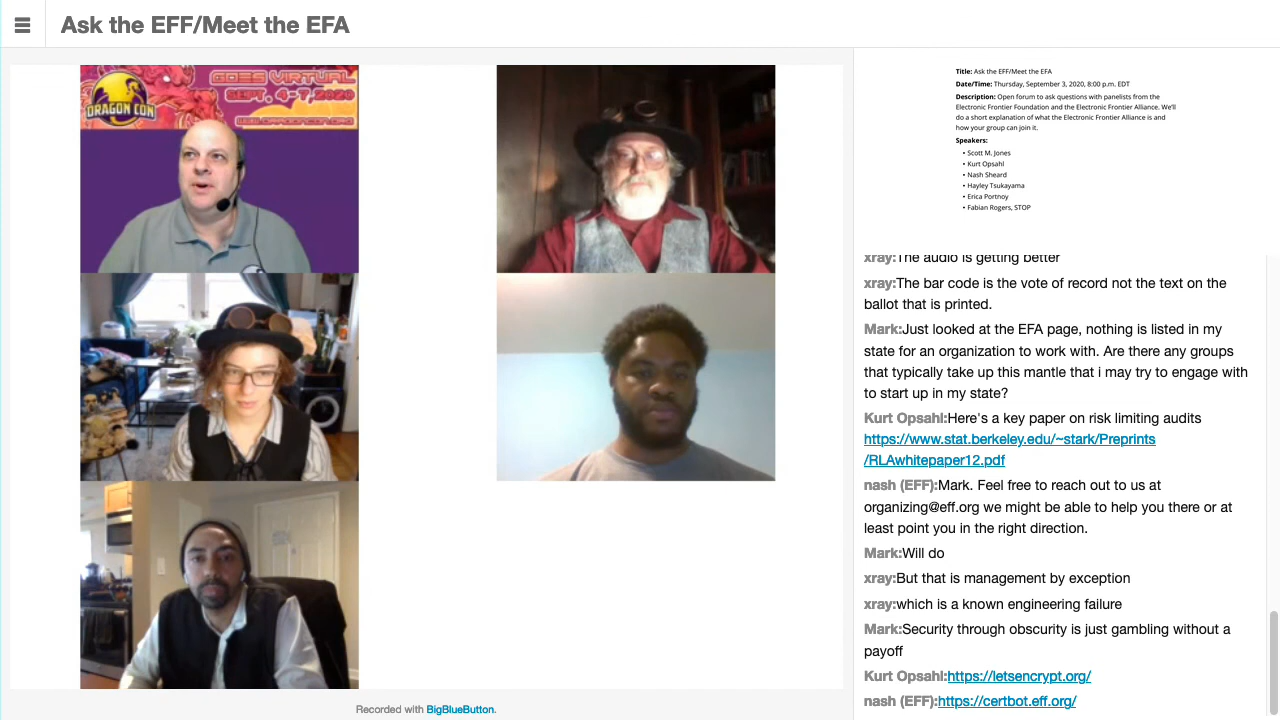 Ask the EFF/Meet the EFA
DRAGON CON
GOES VIRTUAL
SEPT. 4-7, 2020
Recorded with BigBlueButton.
Title: Ask the EFF/Meet the EFA
Date/Time: Thursday, September 3, 2020, 8:00 p.m. EDT
Description: Open forum to ask questions with panelists from the
Electronic Frontier Foundation and the Electronic Frontier Alliance. We'll
do a short explanation of what the Electronic Frontier Alliance is and
how your group can join it.
Speakers:
• Scott M. Jones
• Kurt Opsahl
• Nash Sheard
• Hayley Tsukayama
• Erica Portnoy
• Fabian Rogers, STOP
xray:The audio is getting better
xray:The bar code is the vote of record not the text on the
ballot that is printed.
Mark:Just looked at the EFA page, nothing is listed in my
state for an organization to work with. Are there any groups
that typically take up this mantle that i may try to engage with
to start up in my state?
Kurt Opsahl:Here's a key paper on risk limiting audits
https://www.stat.berkeley.edu/~stark/Preprints
/RLAwhitepaper12.pdf
nash (EFF):Mark. Feel free to reach out to us at
organizing@eff.org we might be able to help you there or at
least point you in the right direction.
Mark:Will do
xray:But that is management by exception
xray:which is a known engineering failure
Mark:Security through obscurity is just gambling without a
payoff
Kurt Opsahl:https://letsencrypt.org/
nash (EFF):https://certbot.eff.org/